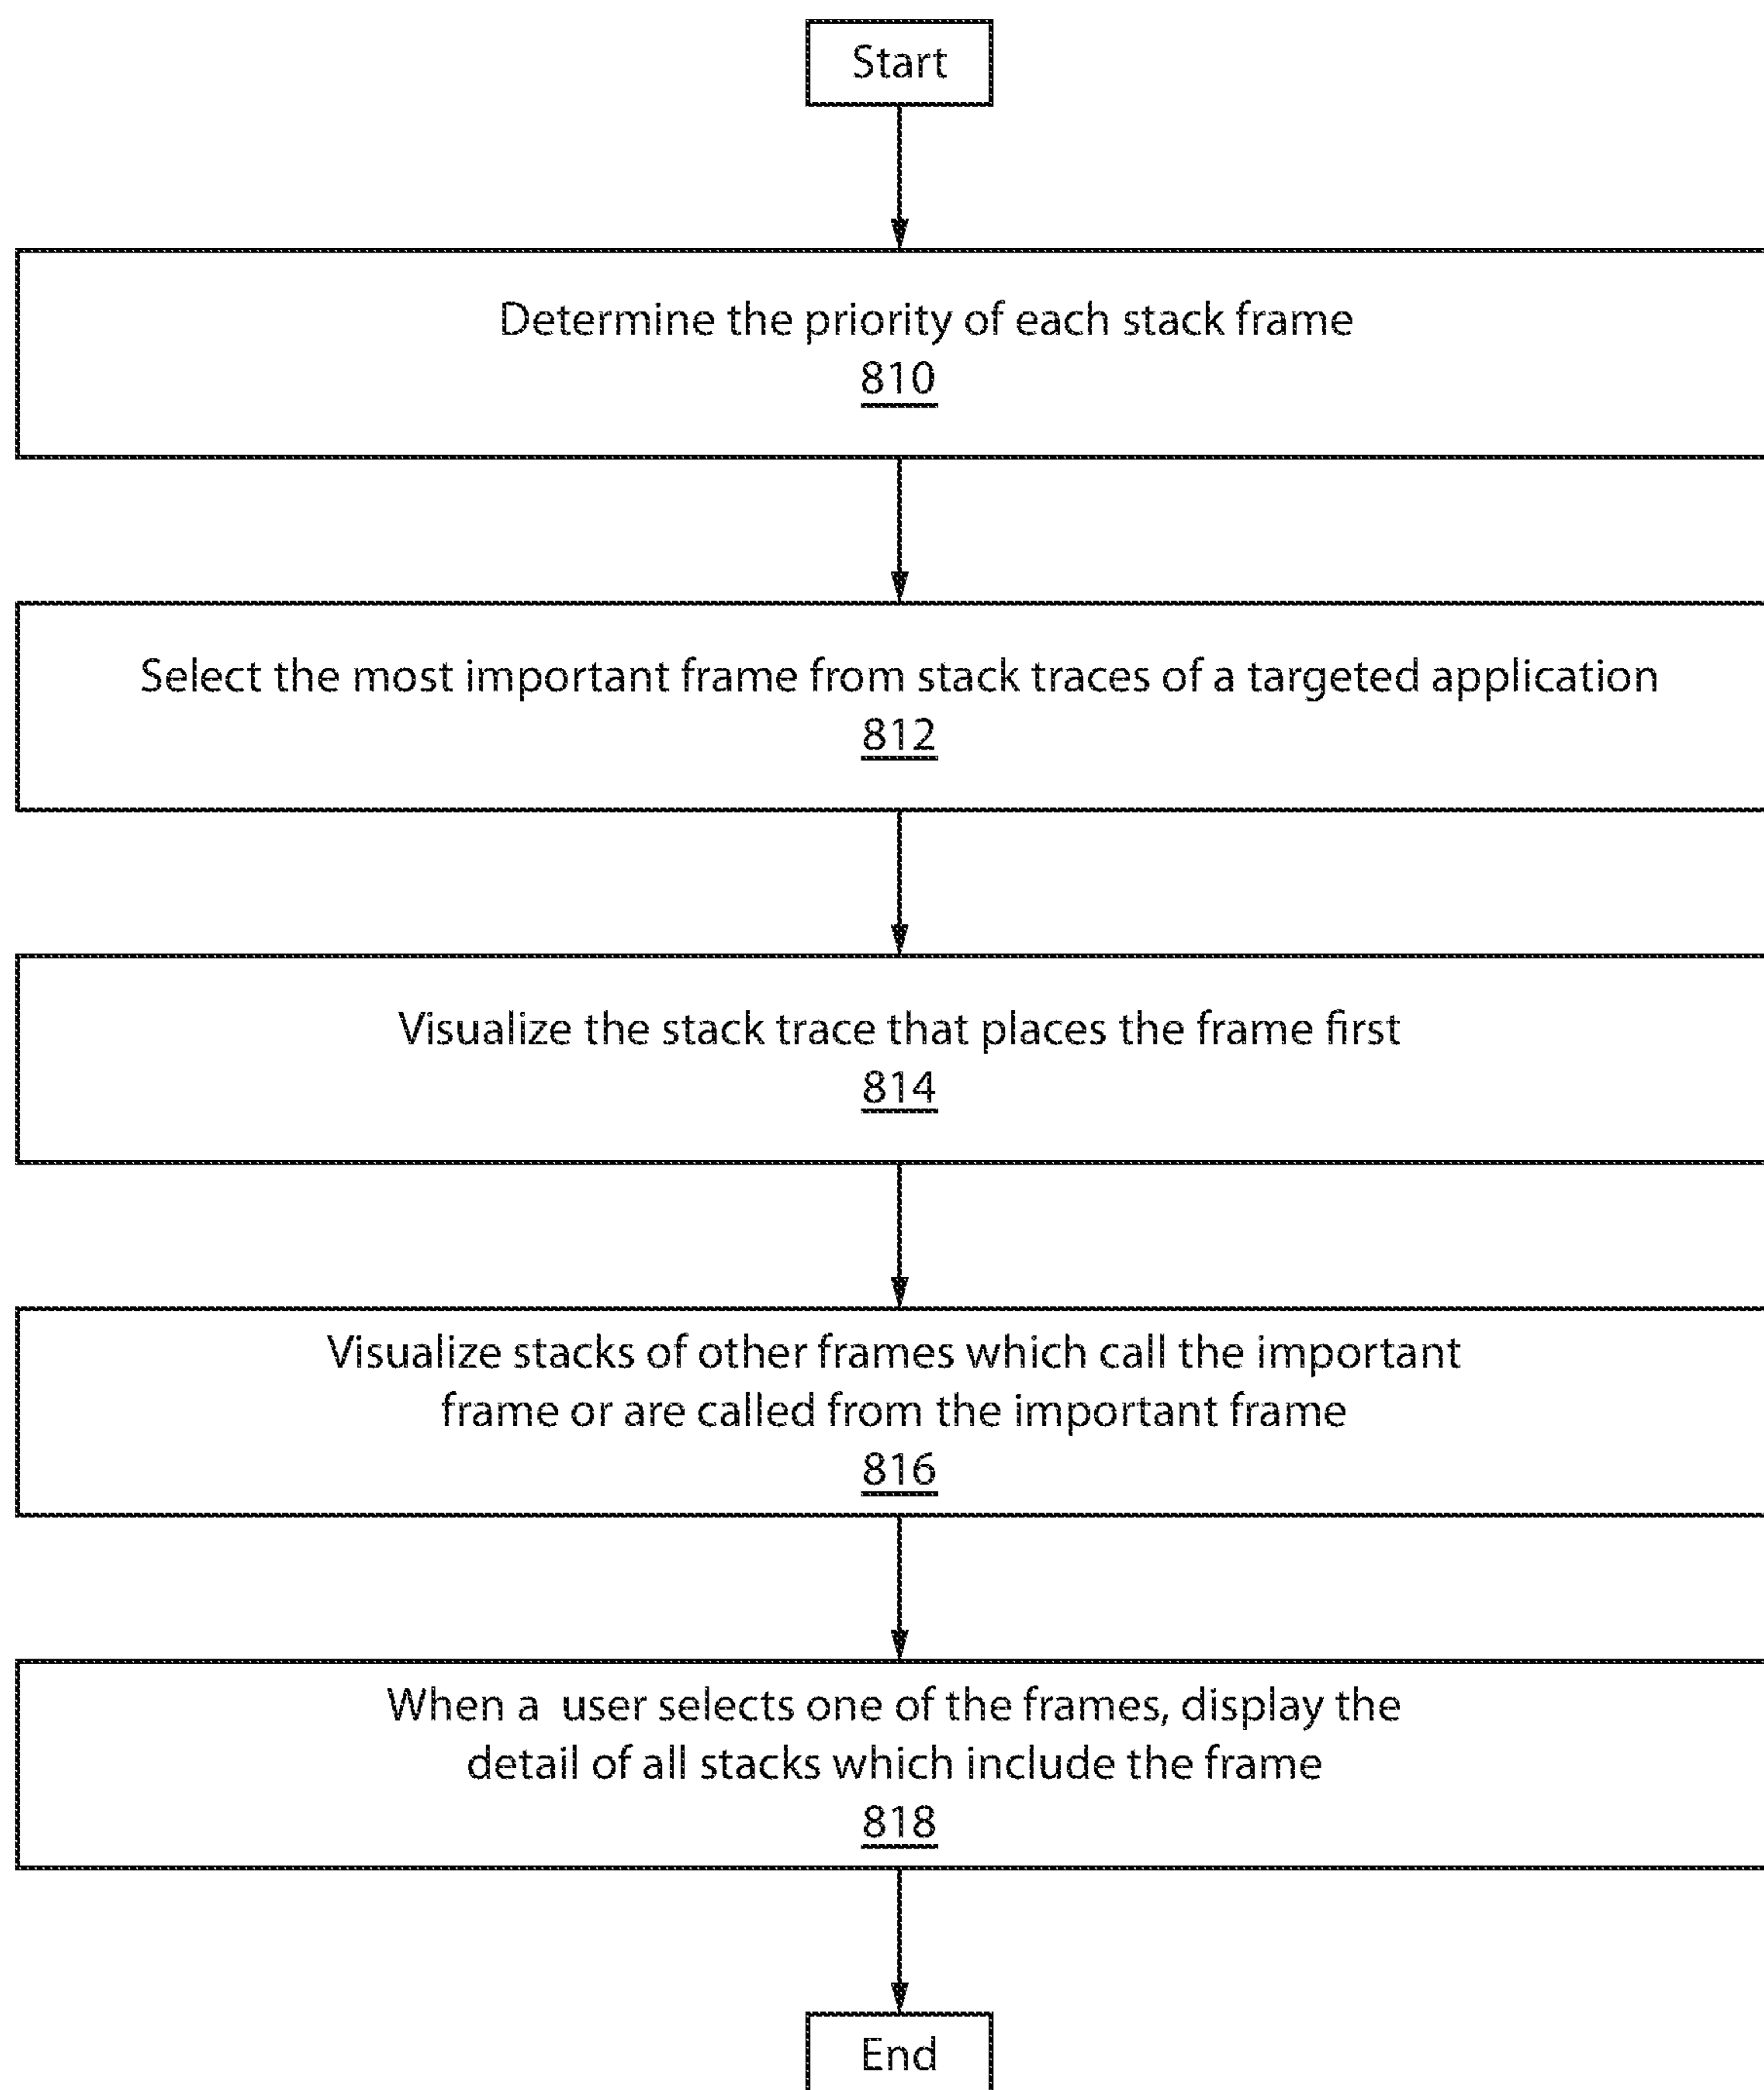 Start
Determine the priority of each stack frame
810
Select the most important frame from stack traces of a targeted application
812
Visualize the stack trace that places the frame first
814
Visualize stacks of other frames which call the important
frame or are called from the important frame
816
When a user selects one of the frames, display the
detail of all stacks which include the frame
818
End